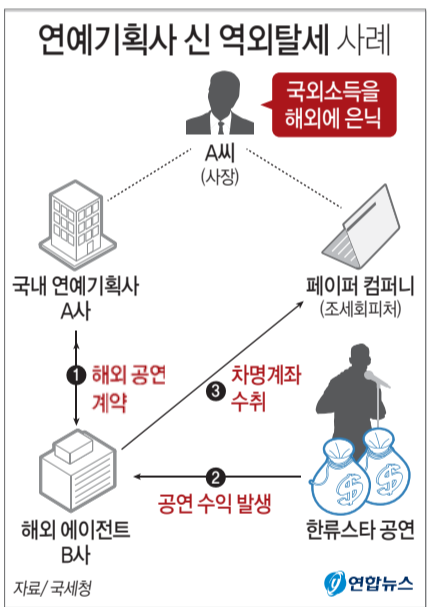 연예기획사 신 역외탈세 사례
국외소득을
해외에 은닉
A씨
(사장)
국내 연예기획사
A사
페이퍼 컴퍼니
(조세회피처)
1 해외 공연
계약
3 차명계좌
수취
2
공연 수익 발생
해외 에이전트
B사
$ $
한류스타 공연
자료/ 국세청
연합뉴스